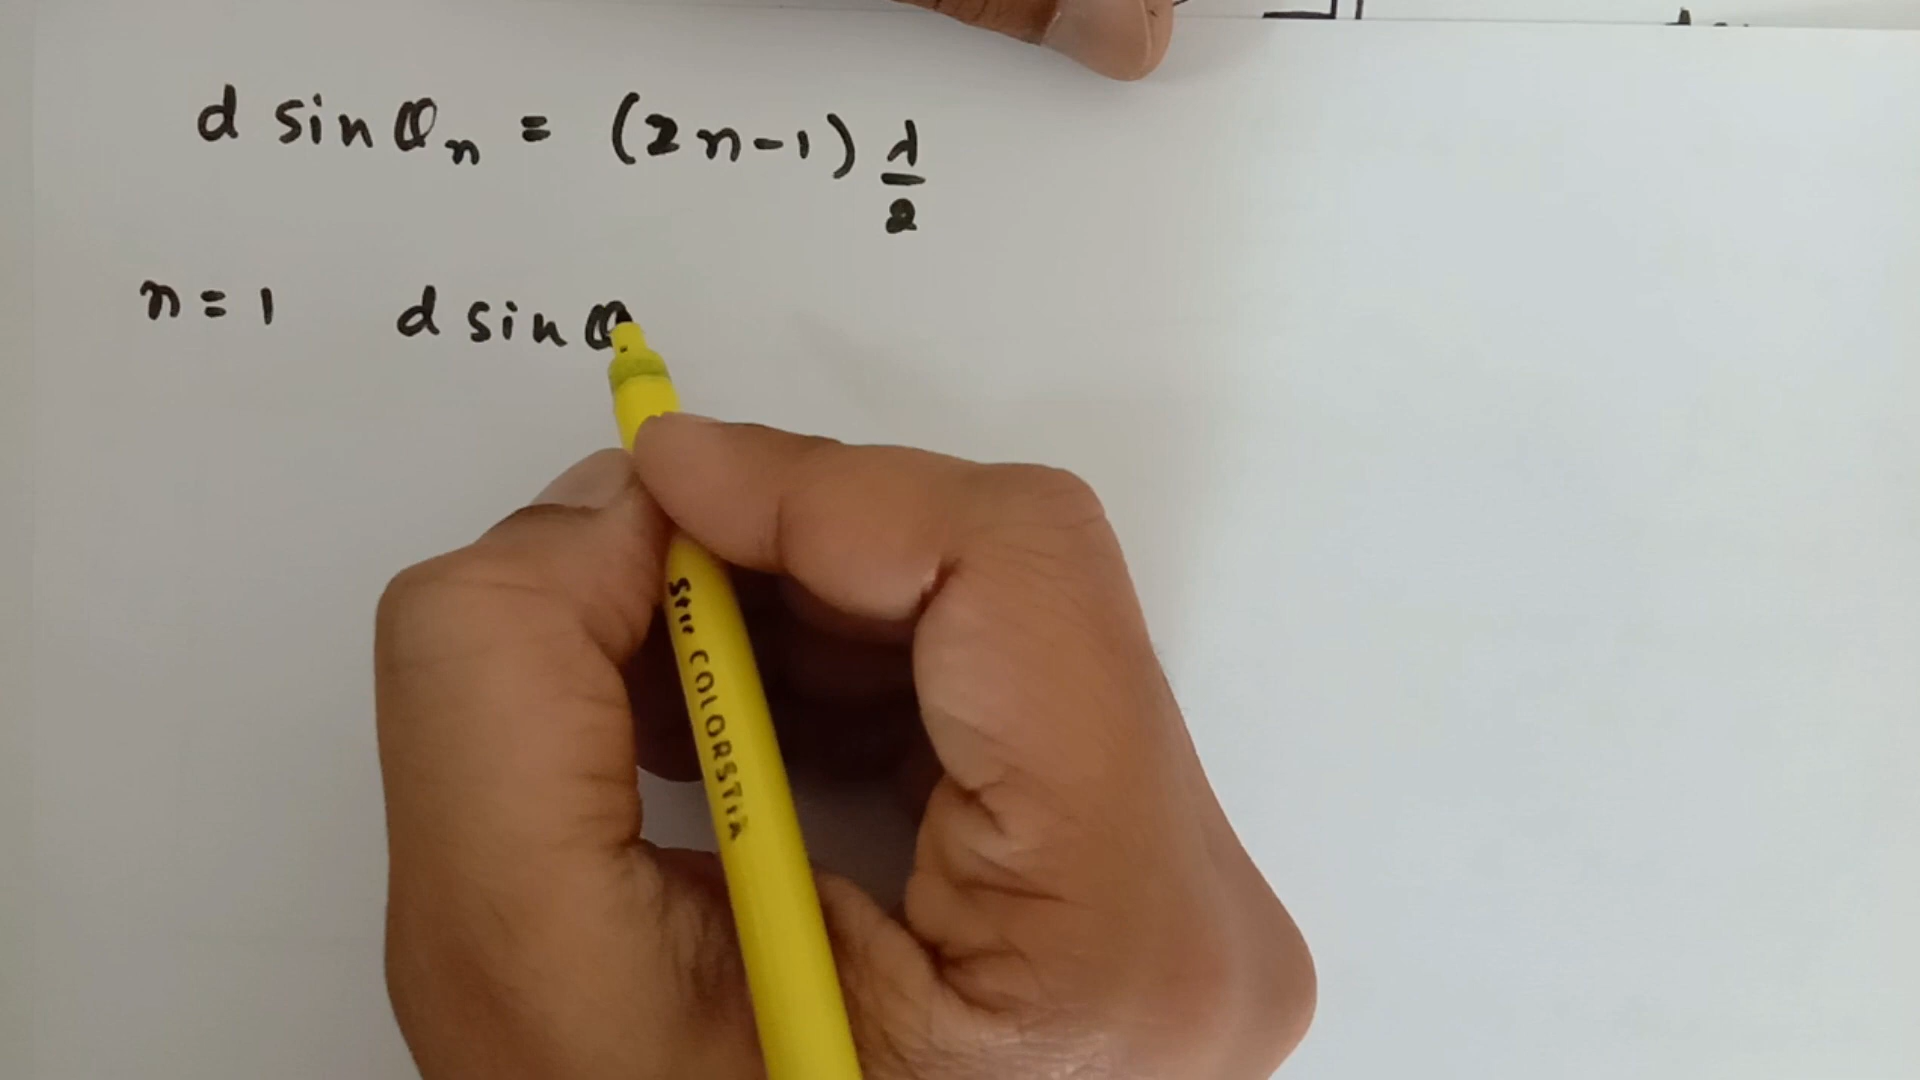 d sin θn = (2n-1) λ/2
n = 1 d sin θ
COLORSTIX